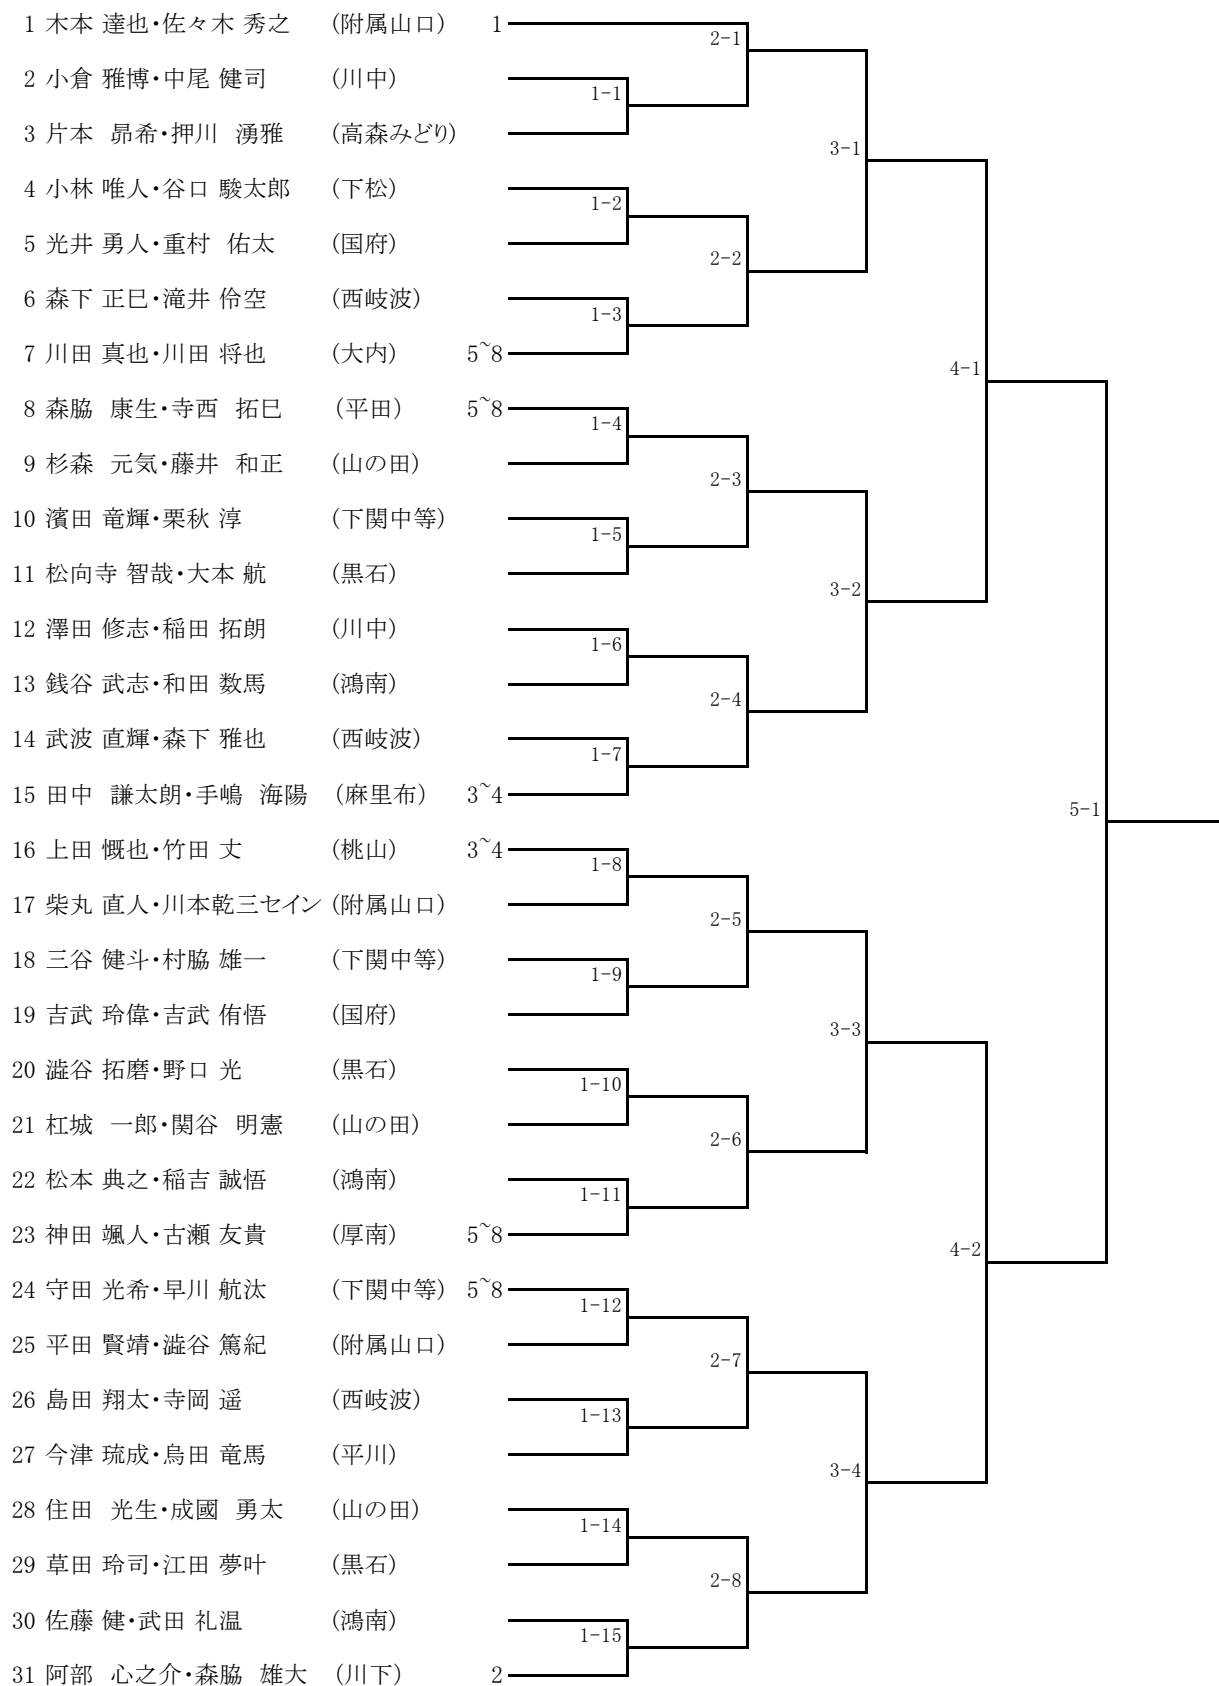 1 木本 達也・佐々木 秀之 (附属山口) 1
2-1
2 小倉 雅博・中尾 健司 (川中)
1-1
3 片本 昴希・押川 湧雅 (高森みどり)
3-1
4 小林 唯人・谷口 駿太郎 (下松)
1-2
5 光井 勇人・重村 佑太 (国府)
2-2
6 森下 正巳・滝井 伶空 (西岐波)
1-3
7 川田 真也・川田 将也 (大内) 5~8
4-1
8 森脇 康生・寺西 拓巳 (平田) 5~8
1-4
9 杉森 元気・藤井 和正 (山の田)
2-3
10 濱田 竜輝・栗秋 淳 (下関中等)
1-5
11 松向寺 智哉・大本 航 (黒石)
3-2
12 澤田 修志・稲田 拓朗 (川中)
1-6
13 銭谷 武志・和田 数馬 (鴻南)
2-4
14 武波 直輝・森下 雅也 (西岐波)
1-7
15 田中 謙太朗・手嶋 海陽 (麻里布) 3~4
5-1
16 上田 慨也・竹田 丈 (桃山) 3~4
1-8
17 柴丸 直人・川本乾三セイン (附属山口)
2-5
18 三谷 健斗・村脇 雄一 (下関中等)
1-9
19 吉武 玲偉・吉武 侑悟 (国府)
3-3
20 澁谷 拓磨・野口 光 (黒石)
1-10
21 杠城 一郎・関谷 明憲 (山の田)
2-6
22 松本 典之・稲吉 誠悟 (鴻南)
1-11
23 神田 颯人・古瀬 友貴 (厚南) 5~8
4-2
24 守田 光希・早川 航汰 (下関中等) 5~8
1-12
25 平田 賢靖・澁谷 篤紀 (附属山口)
2-7
26 島田 翔太・寺岡 遥 (西岐波)
1-13
27 今津 琉成・烏田 竜馬 (平川)
3-4
28 住田 光生・成國 勇太 (山の田)
1-14
29 草田 玲司・江田 夢叶 (黒石)
2-8
30 佐藤 健・武田 礼温 (鴻南)
1-15
31 阿部 心之介・森脇 雄大 (川下) 2